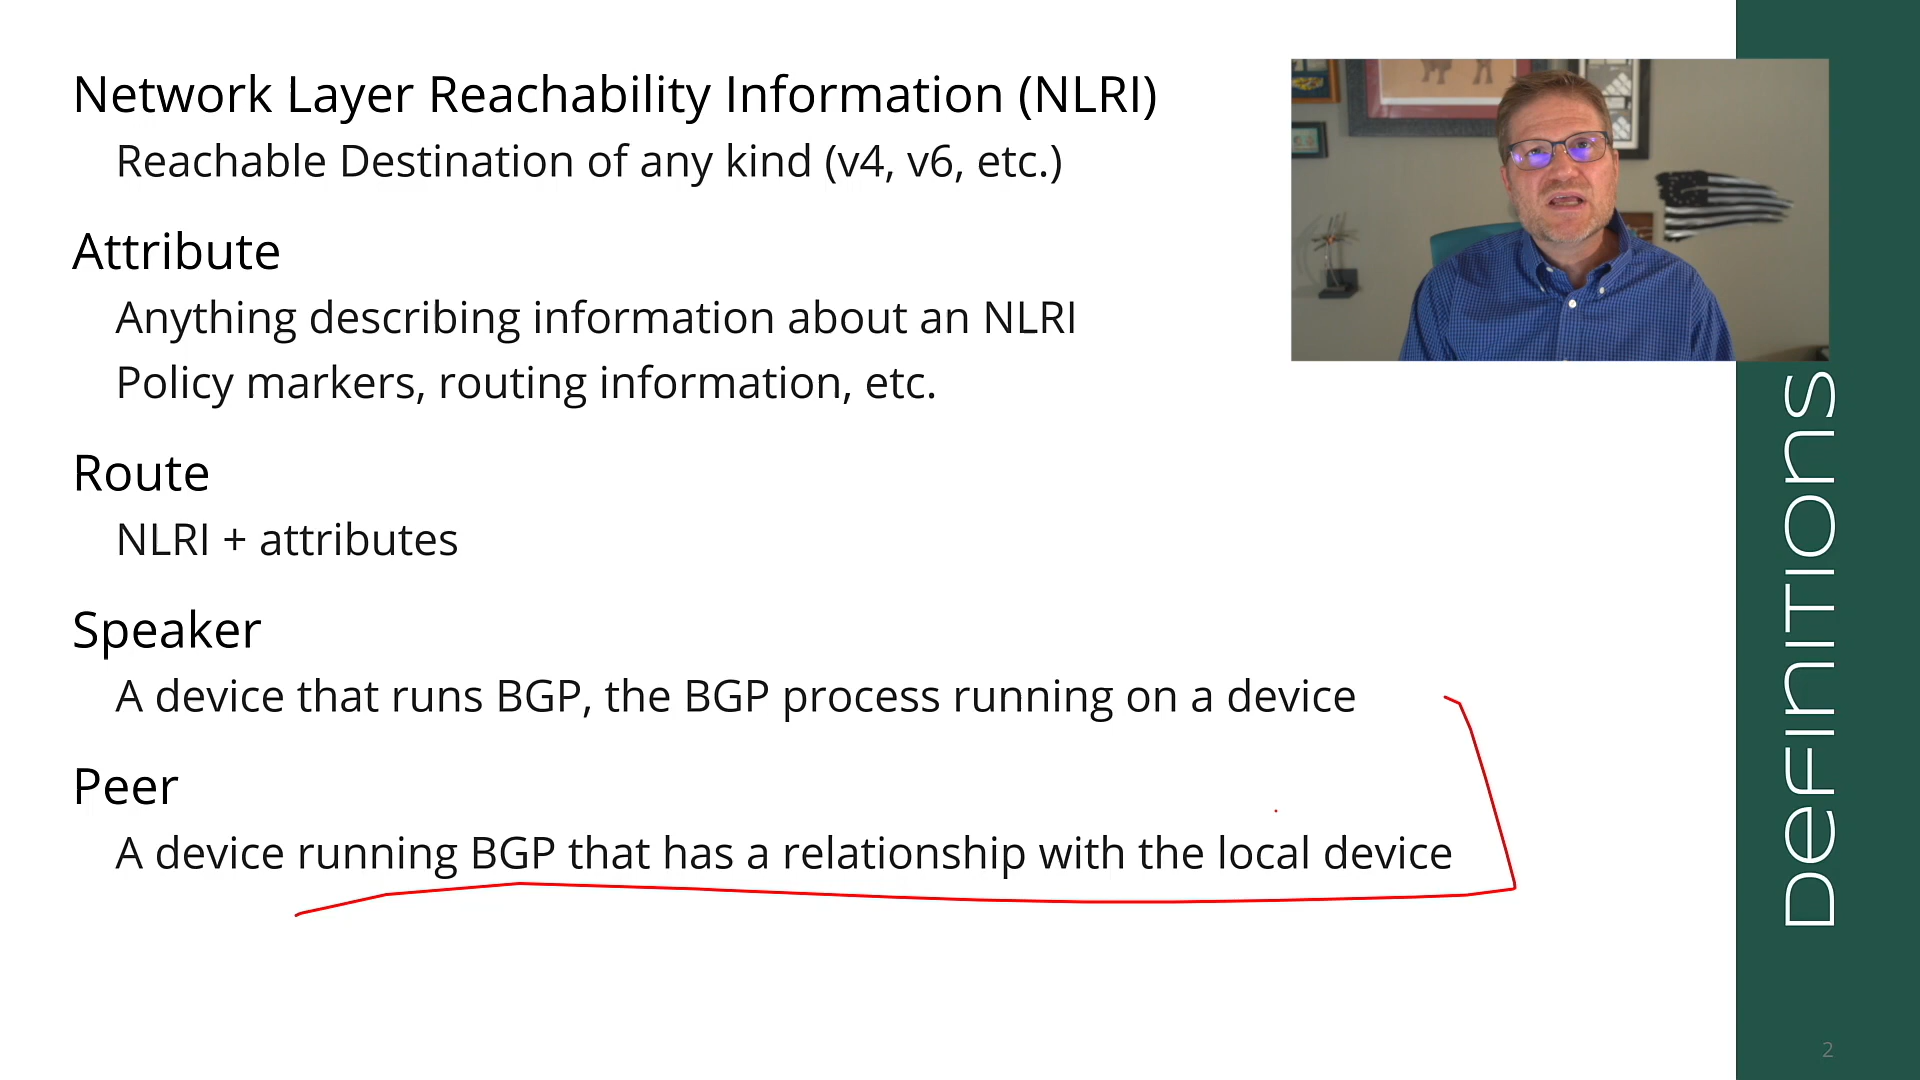 Network Layer Reachability Information (NLRI)
Reachable Destination of any kind (v4, v6, etc.)
Attribute
Anything describing information about an NLRI
Policy markers, routing information, etc.
Route
NLRI + attributes
Speaker
A device that runs BGP, the BGP process running on a device
Peer
A device running BGP that has a relationship with the local device
Definitions
2